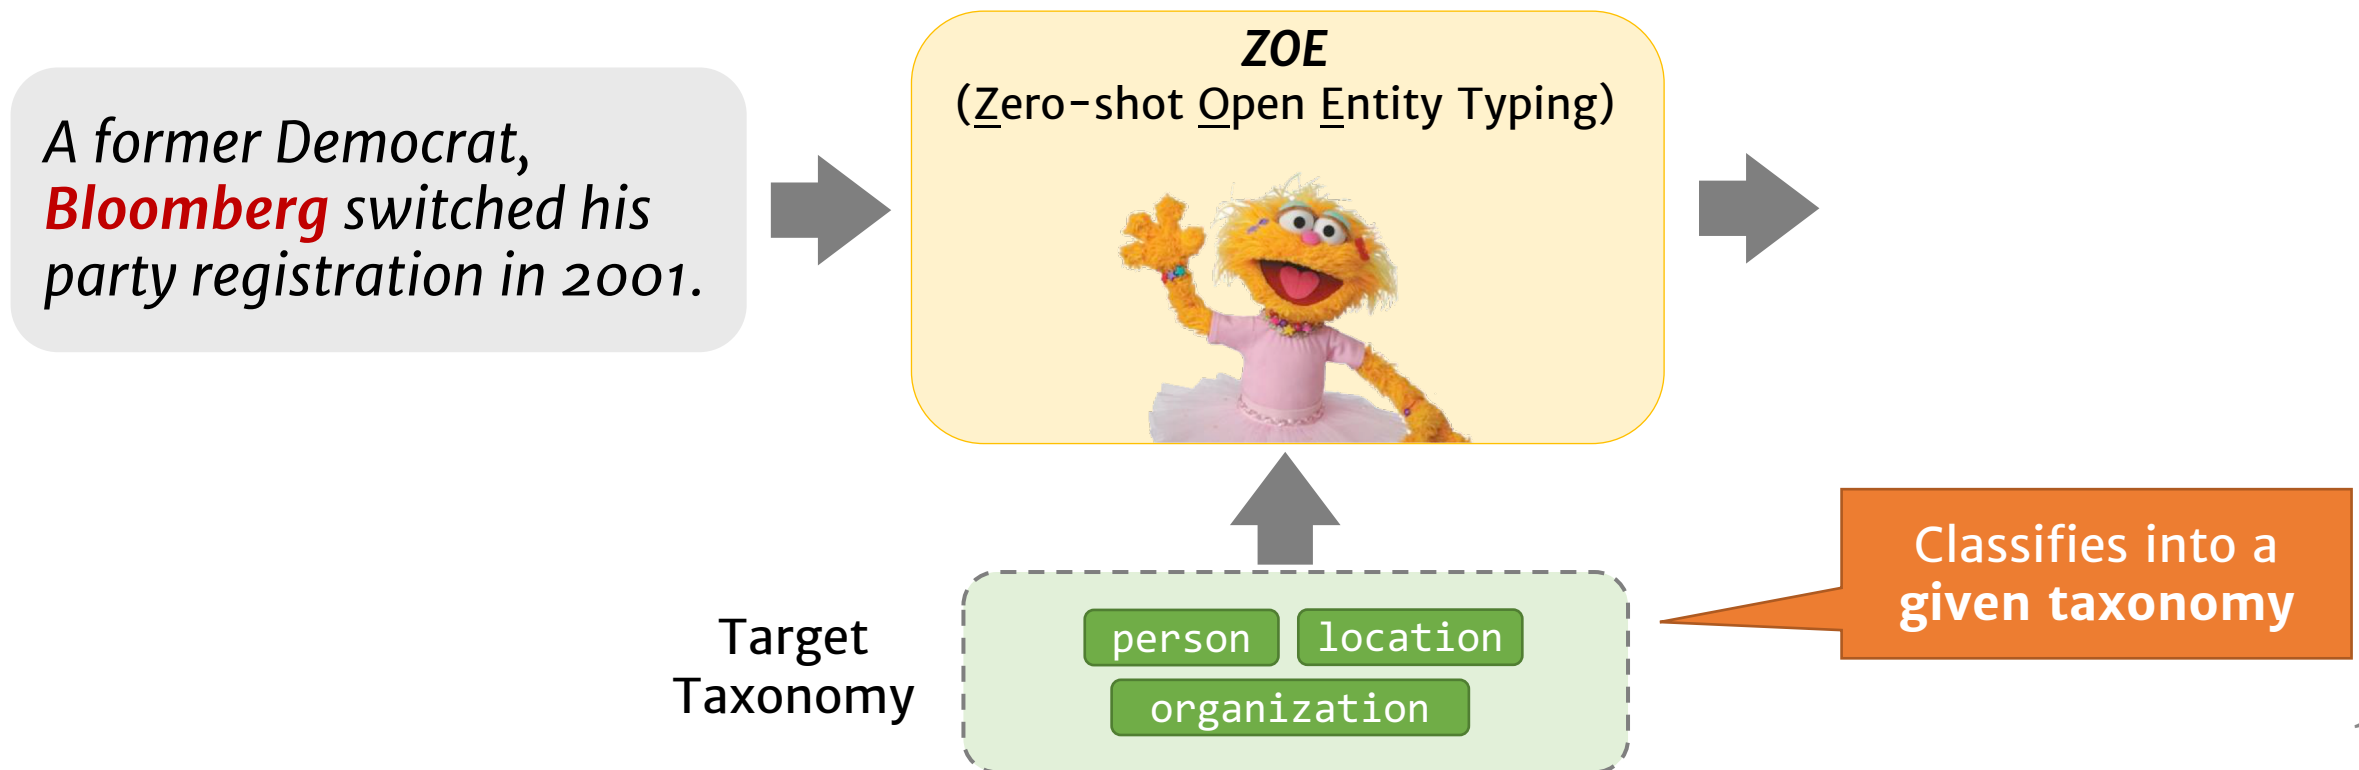 A former Democrat,
Bloomberg switched his
party registration in 2001.
ZOE
(Zero-shot Open Entity Typing)
Target
Taxonomy
person location
organization
Classifies into a
given taxonomy